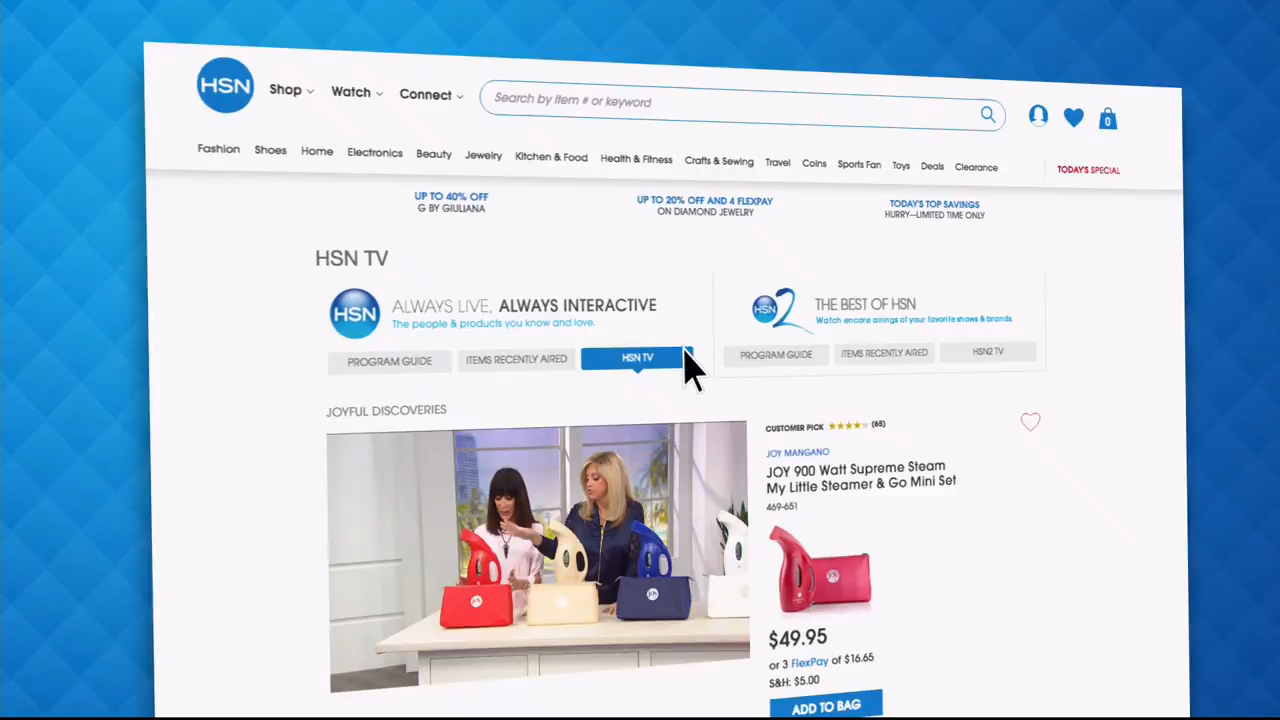 HSN
Shop
Watch
Connect
Search by item # or keyword
0
Fashion
Shoes
Home
Electronics
Beauty
Jewelry
Kitchen & Food
Health & Fitness
Crafts & Sewing
Travel
Coins
Sports Fan
Toys
Deals
Clearance
TODAY'S SPECIAL
UP TO 40% OFF
G BY GIULIANA
UP TO 20% OFF AND 4 FLEXPAY
ON DIAMOND JEWELRY
TODAY'S TOP SAVINGS
HURRY—LIMITED TIME ONLY
HSN TV
HSN
ALWAYS LIVE, ALWAYS INTERACTIVE
The people & products you know and love.
PROGRAM GUIDE
ITEMS RECENTLY AIRED
HSN TV
HSN2
THE BEST OF HSN
Watch encore airings of your favorite shows & brands.
PROGRAM GUIDE
ITEMS RECENTLY AIRED
HSN2 TV
JOYFUL DISCOVERIES
JOY
JOY
CUSTOMER PICK (65)
JOY MANGANO
JOY 900 Watt Supreme Steam
My Little Steamer & Go Mini Set
469-651
JOY
$49.95
or 3 FlexPay of $16.65
S&H: $5.00
ADD TO BAG